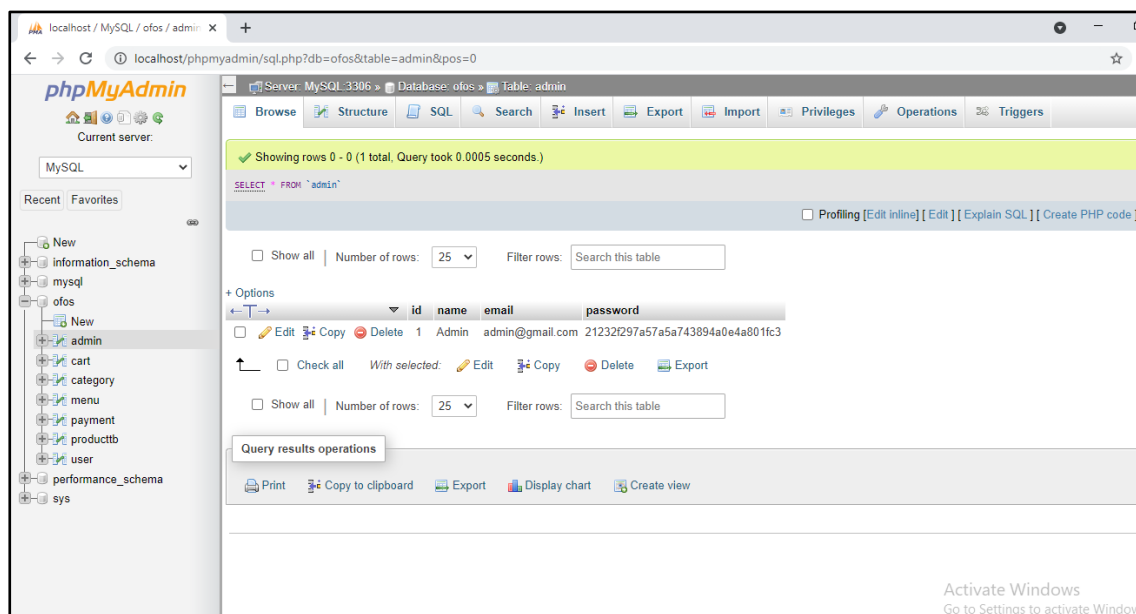 localhost / MySQL / ofos / admin
localhost/phpmyadmin/sql.php?db=ofos&table=admin&pos=0
phpMyAdmin
Current server:
MySQL
Recent Favorites
New
information_schema
mysql
ofos
New
admin
cart
category
menu
payment
producttb
user
performance_schema
sys
Server: MySQL:3306 » Database: ofos » Table: admin
Browse Structure SQL Search Insert Export Import Privileges Operations Triggers
Showing rows 0 - 0 (1 total, Query took 0.0005 seconds.)
SELECT * FROM `admin`
Profiling [Edit inline] [ Edit ] [ Explain SQL ] [ Create PHP code ]
Show all | Number of rows: 25 Filter rows: Search this table
+ Options
←T→ id name email password
Edit Copy Delete 1 Admin admin@gmail.com 21232f297a57a5a743894a0e4a801fc3
Check all With selected: Edit Copy Delete Export
Show all | Number of rows: 25 Filter rows: Search this table
Query results operations
Print Copy to clipboard Export Display chart Create view
Activate Windows
Go to Settings to activate Window